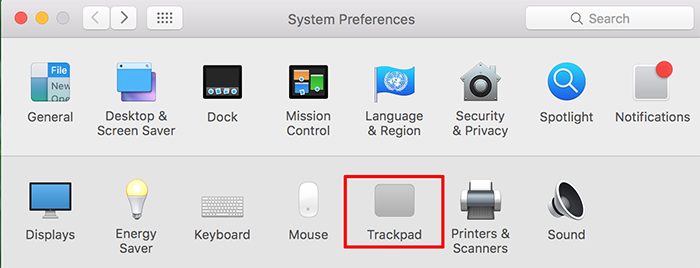 System Preferences
Search
File
New
Ope
General
Desktop &
Screen Saver
Dock
Mission
Control
Language
& Region
Security
& Privacy
Spotlight
Notifications
Displays
Energy
Saver
Keyboard
Mouse
Trackpad
Printers &
Scanners
Sound